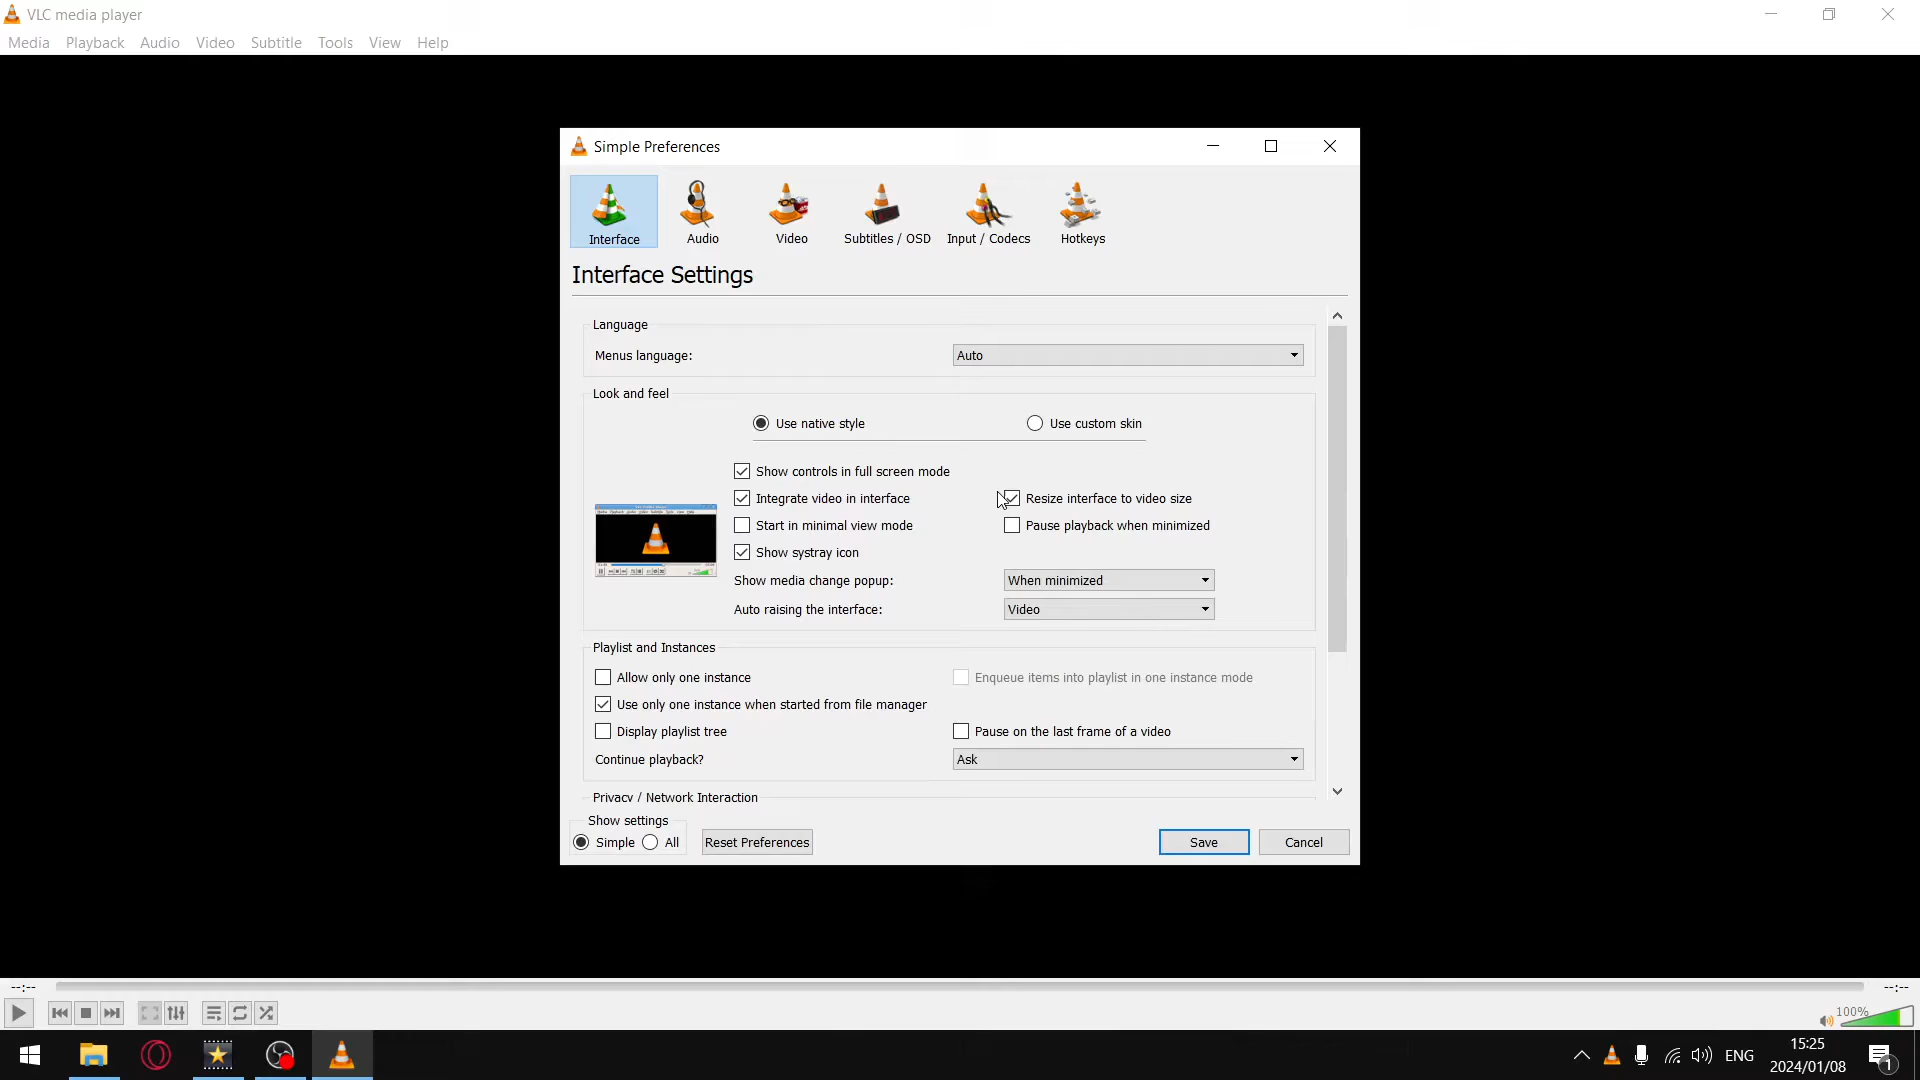 VLC media player
Media Playback Audio Video Subtitle Tools View Help
Simple Preferences
Interface Audio Video Subtitles / OSD Input / Codecs Hotkeys
Interface Settings
Language
Menus language: Auto
Look and feel
Use native style Use custom skin
Show controls in full screen mode
Integrate video in interface Resize interface to video size
Start in minimal view mode Pause playback when minimized
Show systray icon
Show media change popup: When minimized
Auto raising the interface: Video
Playlist and Instances
Allow only one instance Enqueue items into playlist in one instance mode
Use only one instance when started from file manager
Display playlist tree Pause on the last frame of a video
Continue playback? Ask
Privacy / Network Interaction
Show settings
Simple All Reset Preferences Save Cancel
--:-- --:--
100%
ENG
15:25
2024/01/08
1